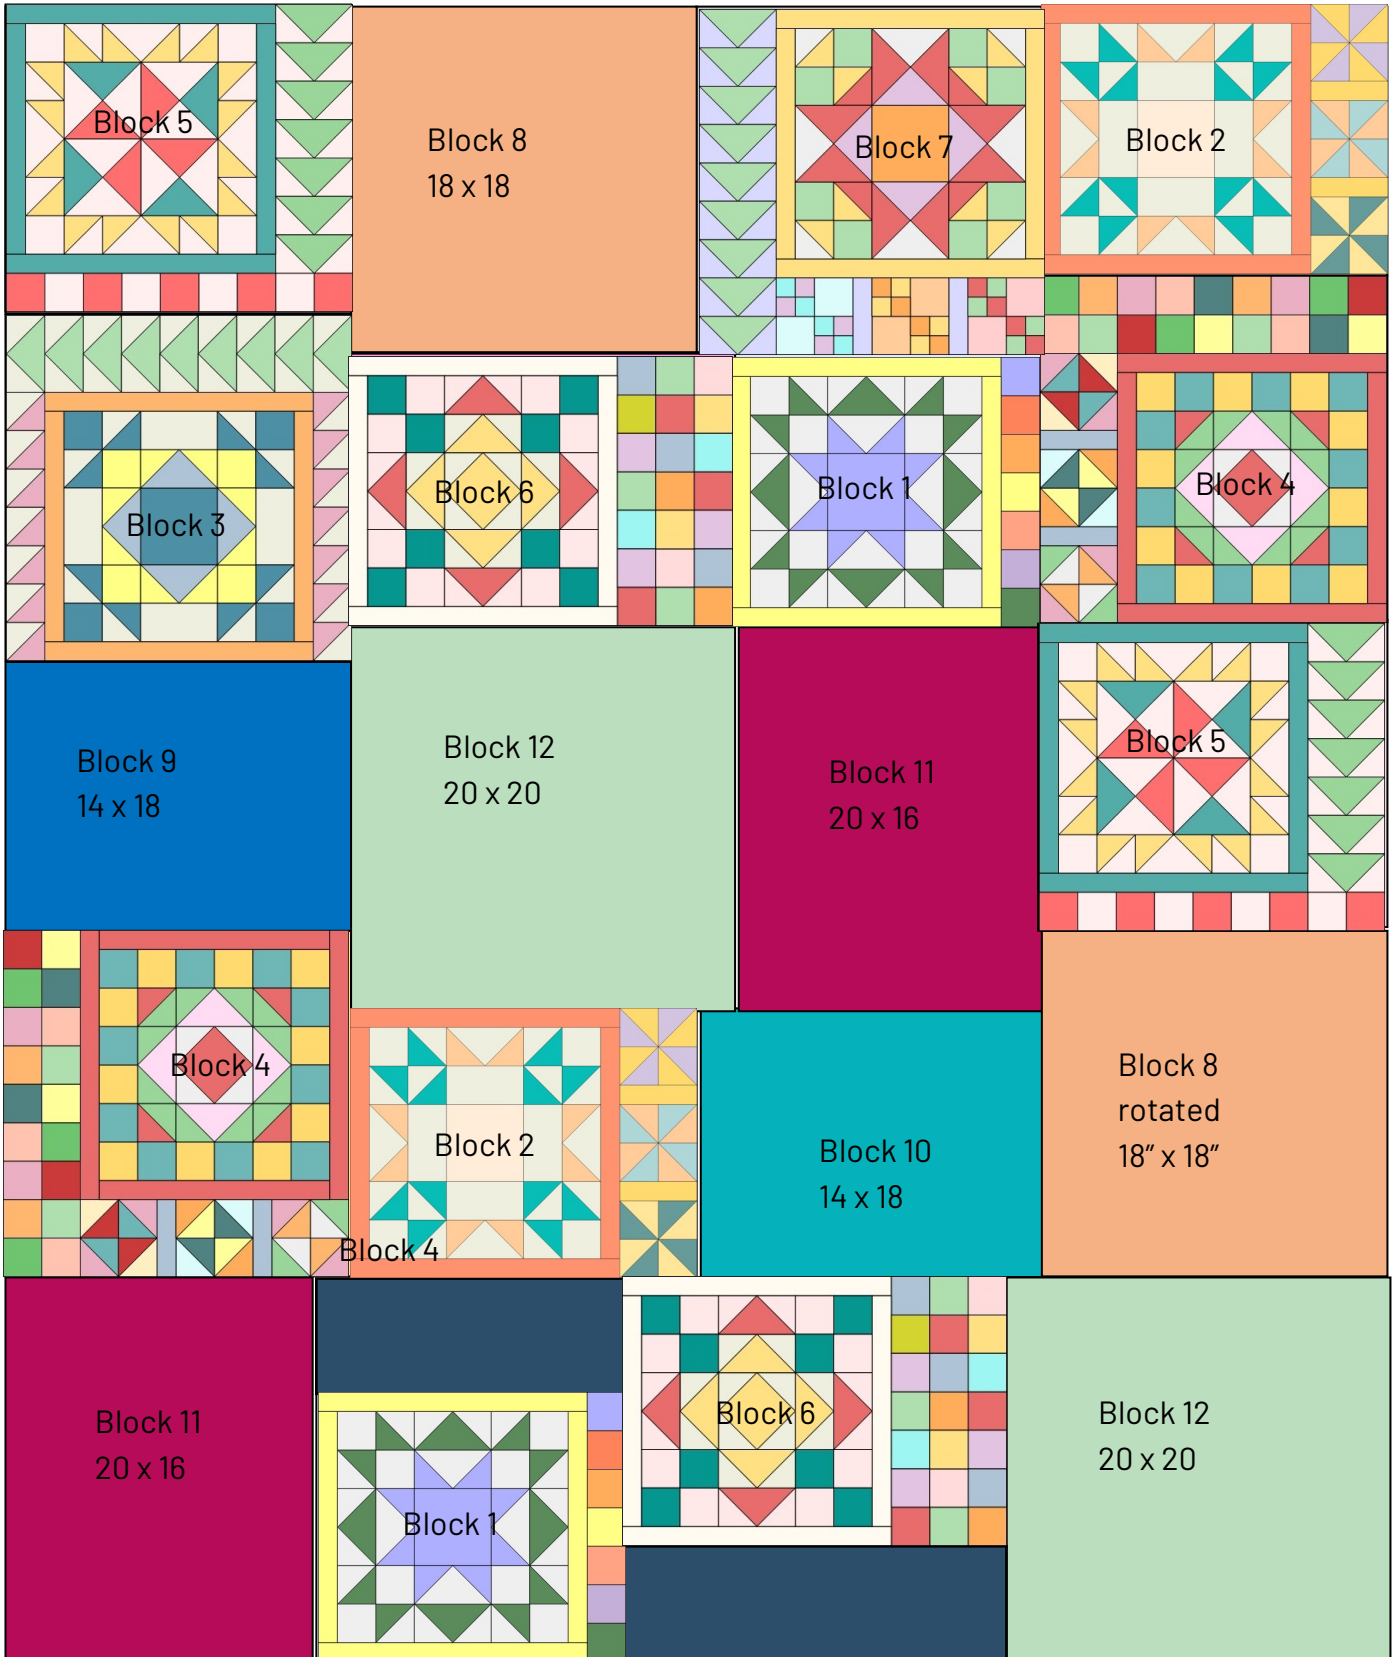 Block 5
Block 8
18 x 18
Block 7
Block 2
Block 3
Block 6
Block 1
Block 4
Block 9
14 x 18
Block 12
20 x 20
Block 11
20 x 16
Block 5
Block 4
Block 2
Block 4
Block 10
14 x 18
Block 8
rotated
18” x 18”
Block 11
20 x 16
Block 1
Block 6
Block 12
20 x 20